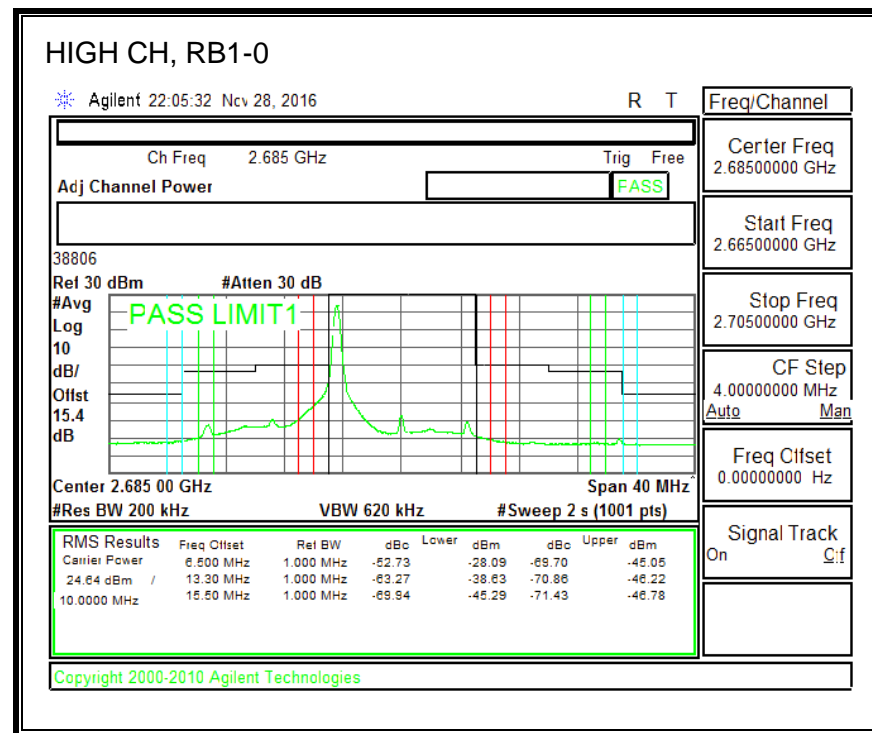 HIGH CH, RB1-0
Agilent 22:05:32 Nov 28, 2016 R T
Freq/Channel
Ch Freq 2.685 GHz Trig Free
Adj Channel Power PASS
Center Freq
2.68500000 GHz
Start Freq
2.66500000 GHz
Stop Freq
2.70500000 GHz
CF Step
4.00000000 MHz
Auto Man
Freq Offset
0.00000000 Hz
Signal Track
On Off
38806
Ref 30 dBm #Atten 30 dB
#Avg
Log
10
dB/
Offst
15.4
dB
PASS LIMIT1
Center 2.685 00 GHz Span 40 MHz^
#Res BW 200 kHz VBW 620 kHz #Sweep 2 s (1001 pts)
RMS Results Freq Offset Ref BW dBc Lower dBm dBc Upper dBm
Carrier Power 6.500 MHz 1.000 MHz -52.73 -28.09 -69.70 -45.05
24.64 dBm / 13.30 MHz 1.000 MHz -63.27 -38.63 -70.86 -46.22
10.0000 MHz 15.50 MHz 1.000 MHz -69.94 -45.29 -71.43 -46.78
Copyright 2000-2010 Agilent Technologies